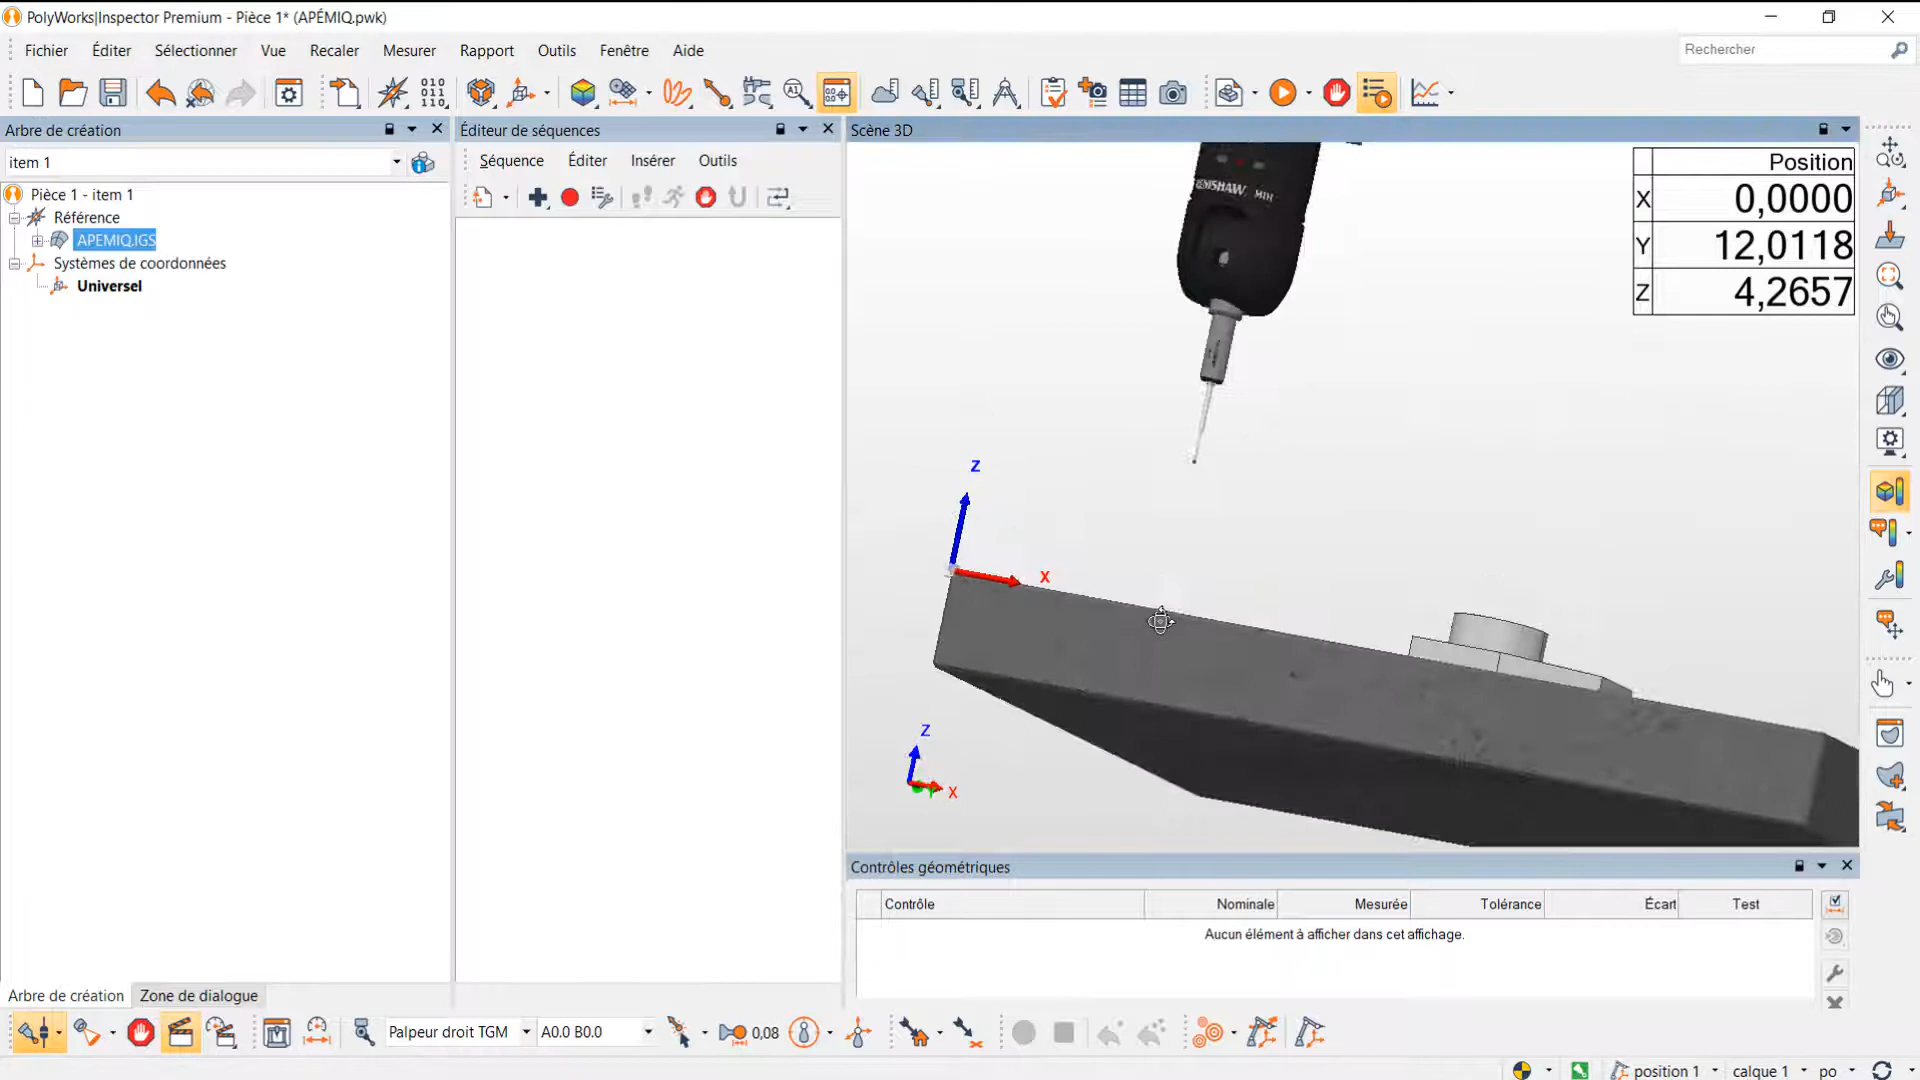 PolyWorks|Inspector Premium - Pièce 1* (APÉMIQ.pwk)
Fichier Éditer Sélectionner Vue Recaler Mesurer Rapport Outils Fenêtre Aide
Rechercher
Arbre de création
item 1
Pièce 1 - item 1
Référence
APEMIQ.IGS
Systèmes de coordonnées
Universel
Éditeur de séquences
Séquence Éditer Insérer Outils
Scène 3D
RENISHAW MIH
Position
X 0,0000
Y 12,0118
Z 4,2657
Z
X
Z
X
Contrôles géométriques
Contrôle Nominale Mesurée Tolérance Écart Test
Aucun élément à afficher dans cet affichage.
Arbre de création Zone de dialogue
Palpeur droit TGM A0.0 B0.0 0,08
position 1 calque 1 po